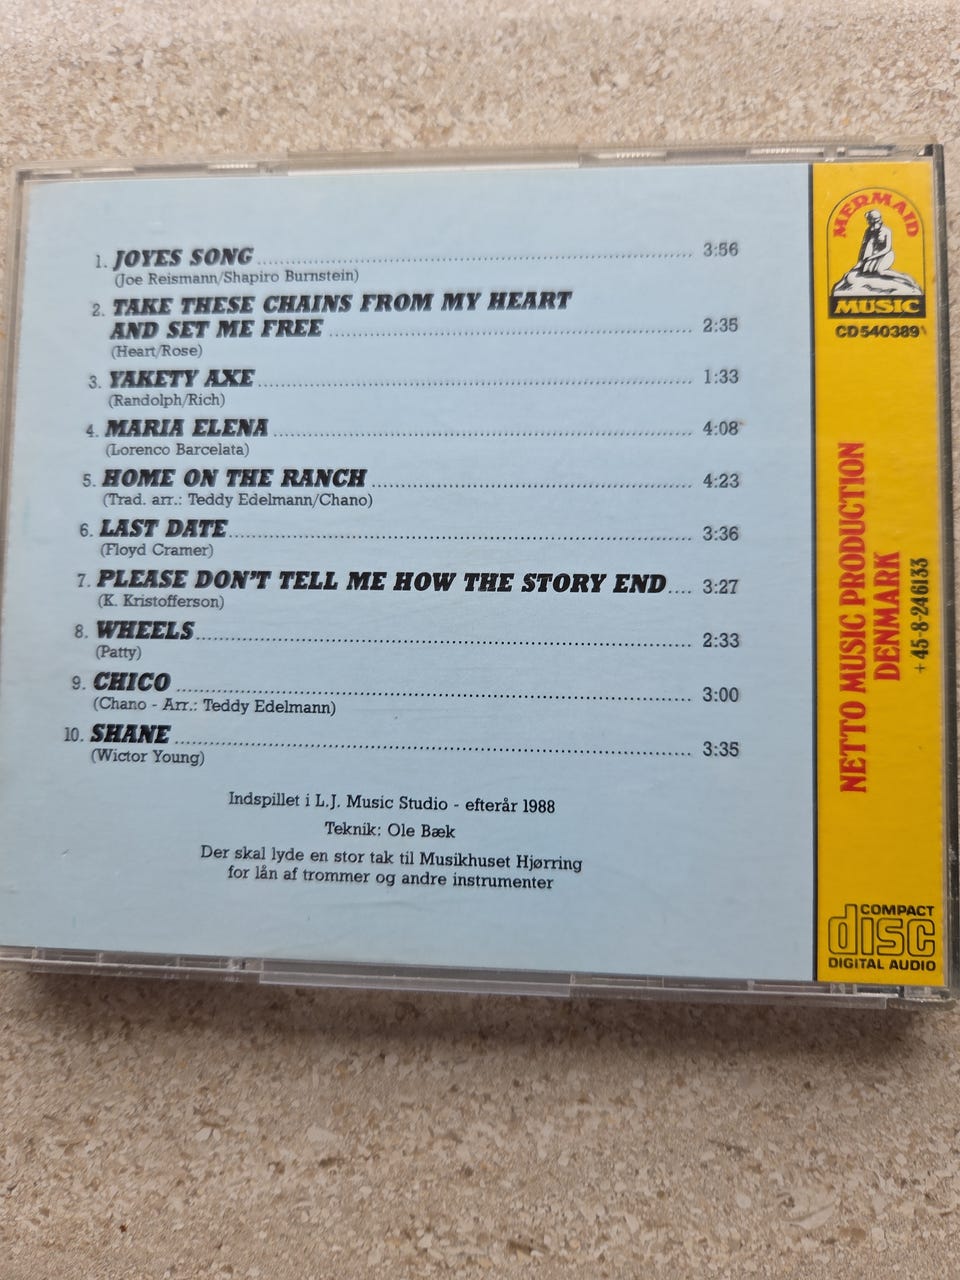 1. JOYES SONG ........ 3:56
(Joe Reismann/Shapiro Burnstein)
2. TAKE THESE CHAINS FROM MY HEART
AND SET ME FREE ........ 2:35
(Heart/Rose)
3. YAKETY AXE ........ 1:33
(Randolph/Rich)
4. MARIA ELENA ........ 4:08
(Lorenco Barcelata)
5. HOME ON THE RANCH ........ 4:23
(Trad. arr.: Teddy Edelmann/Chano)
6. LAST DATE ........ 3:36
(Floyd Cramer)
7. PLEASE DON'T TELL ME HOW THE STORY END .... 3:27
(K. Kristofferson)
8. WHEELS ........ 2:33
(Patty)
9. CHICO ........ 3:00
(Chano - Arr.: Teddy Edelmann)
10. SHANE ........ 3:35
(Wictor Young)
Indspillet i L.J. Music Studio - efterår 1988
Teknik: Ole Bæk
Der skal lyde en stor tak til Musikhuset Hjørring
for lån af trommer og andre instrumenter
MERMAID
MUSIC
CD 540389
NETTO MUSIC PRODUCTION
DENMARK
+45-8-246133
COMPACT
disc
DIGITAL AUDIO